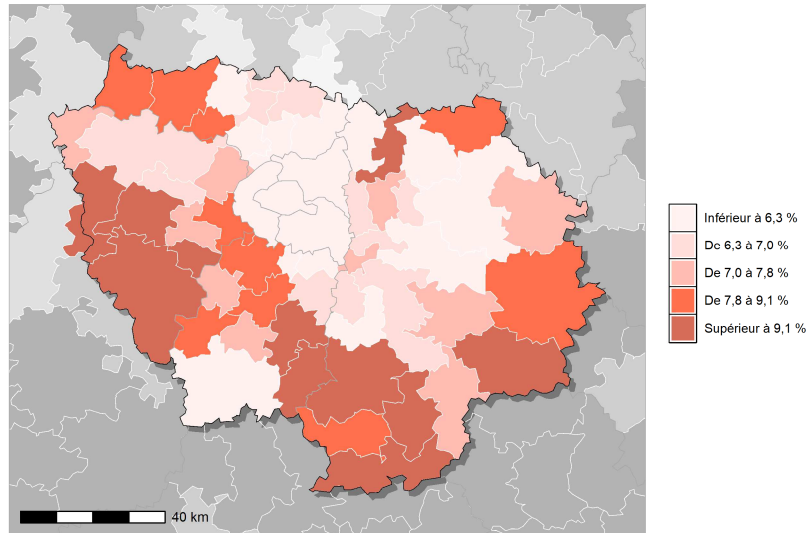 Inférieur à 6,3 %
De 6,3 à 7,0 %
De 7,0 à 7,8 %
De 7,8 à 9,1 %
Supérieur à 9,1 %
40 km